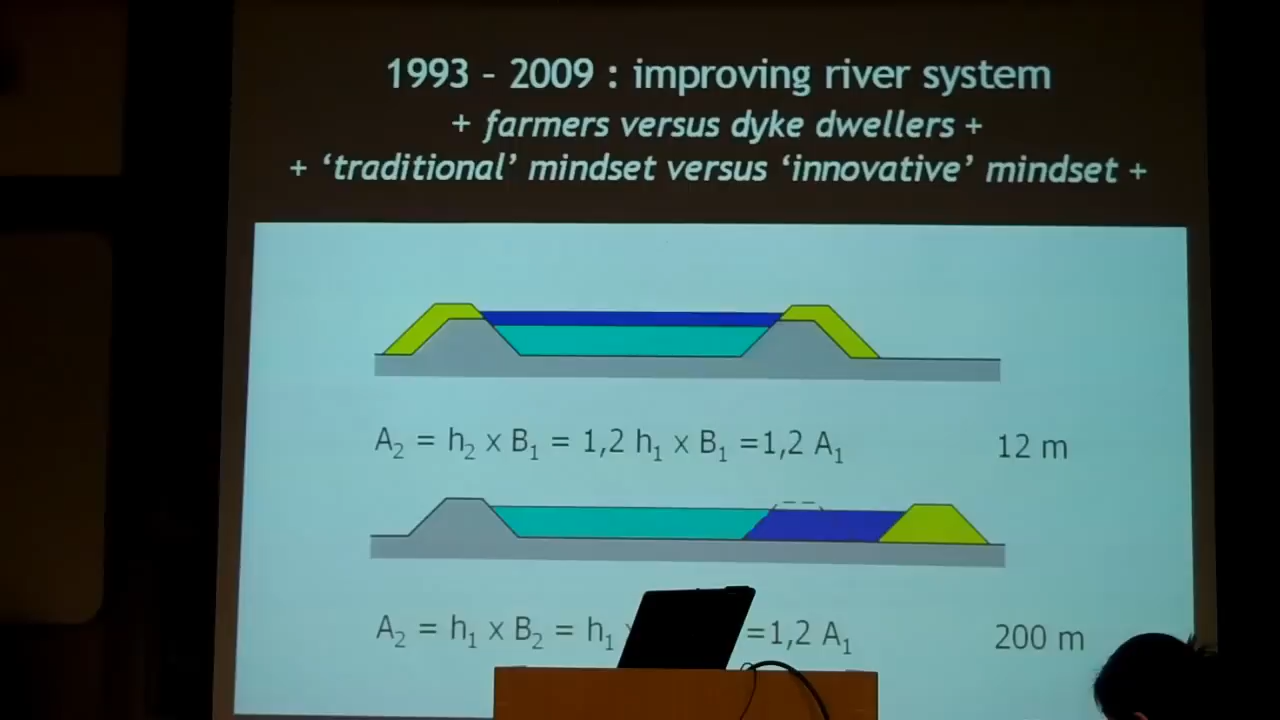 1993 - 2009 : improving river system
+ farmers versus dyke dwellers +
+ ‘traditional’ mindset versus ‘innovative’ mindset +
A₂ = h₂ x B₁ = 1,2 h₁ x B₁ =1,2 A₁ 12 m
A₂ = h₁ x B₂ = h₁ =1,2 A₁ 200 m